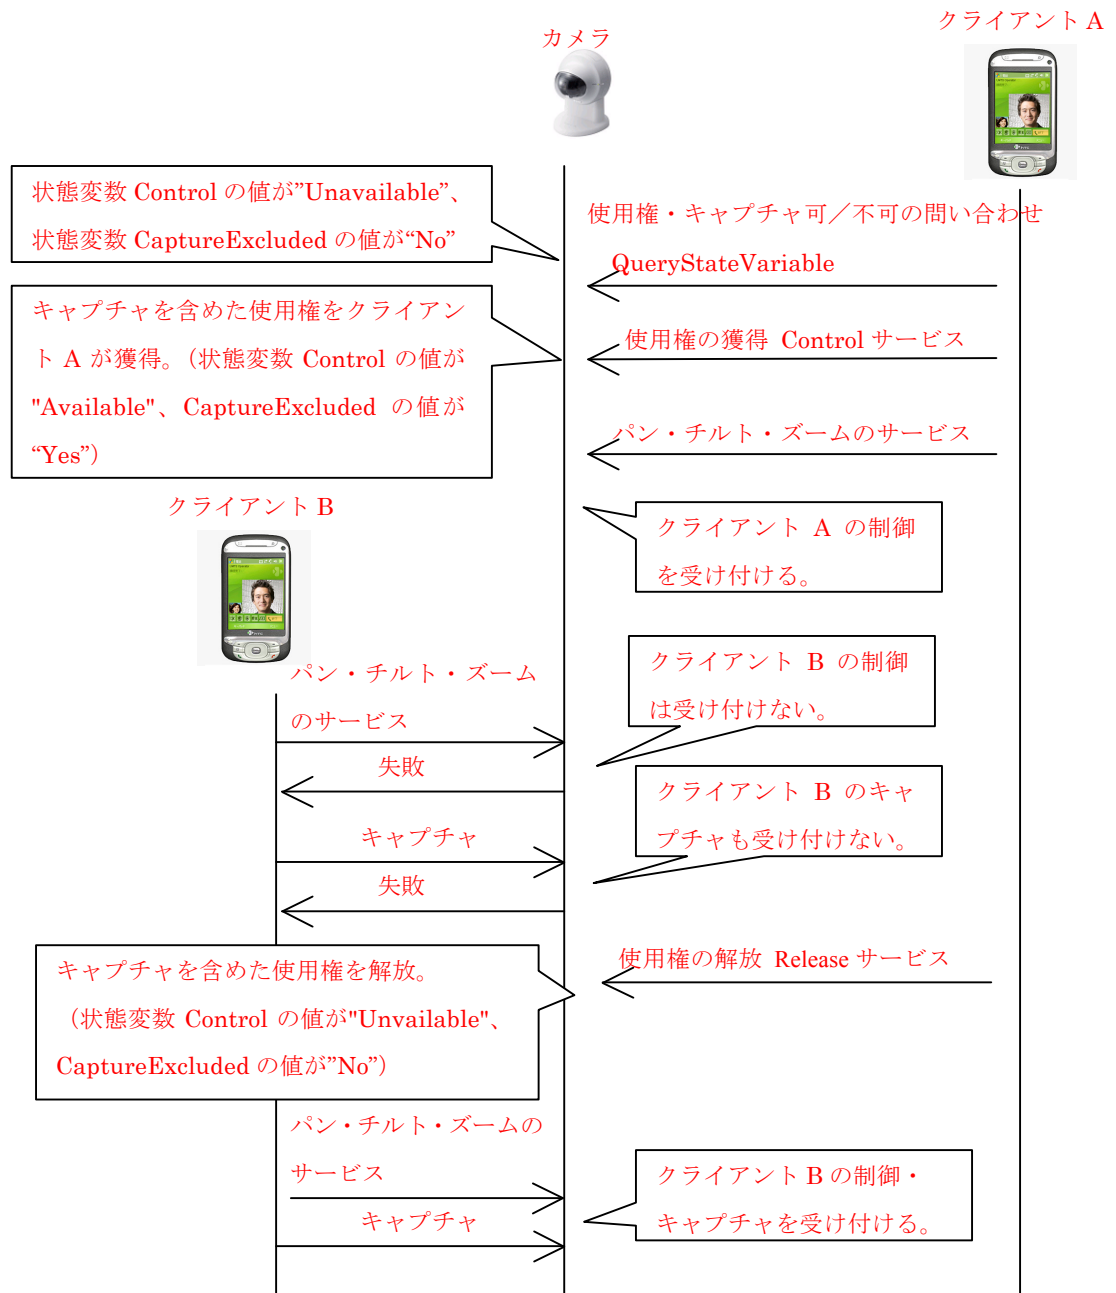 クライアント A
カメラ
状態変数 Control の値が”Unavailable”、
状態変数 CaptureExcluded の値が“No”
使用権・キャプチャ可／不可の問い合わせ
QueryStateVariable
キャプチャを含めた使用権をクライアン
ト A が獲得。（状態変数 Control の値が
"Available"、CaptureExcluded の値が
“Yes”）
使用権の獲得 Control サービス
パン・チルト・ズームのサービス
クライアント B
クライアント A の制御
を受け付ける。
パン・チルト・ズーム
のサービス
クライアント B の制御
は受け付けない。
失敗
クライアント B のキャ
プチャも受け付けない。
キャプチャ
失敗
使用権の解放 Release サービス
キャプチャを含めた使用権を解放。
（状態変数 Control の値が"Unvailable"、
CaptureExcluded の値が”No”）
パン・チルト・ズームの
サービス
キャプチャ
クライアント B の制御・
キャプチャを受け付ける。